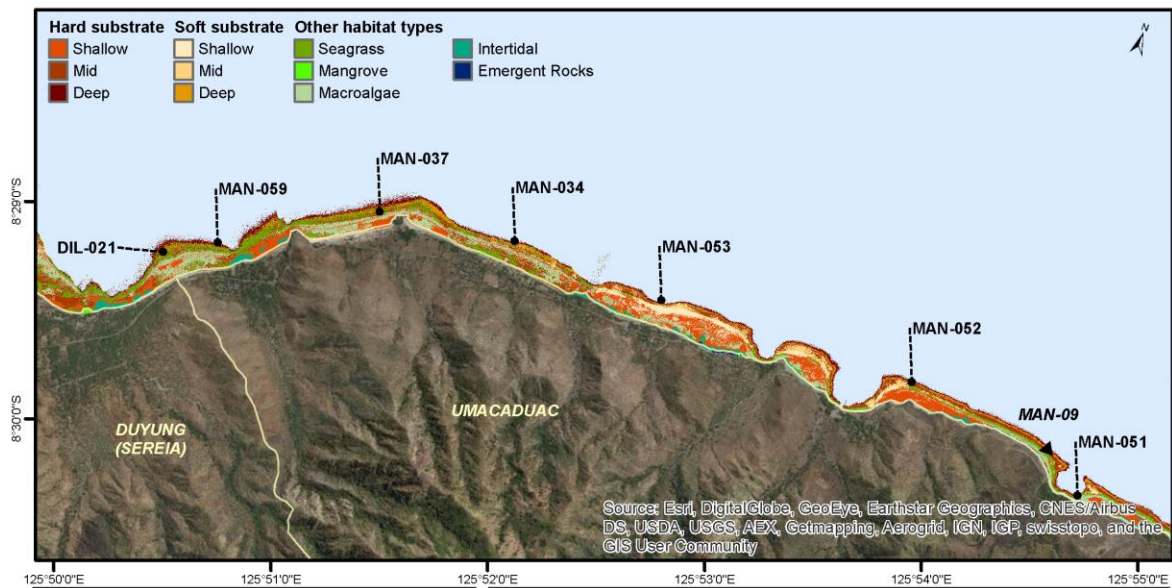 Hard substrate Soft substrate Other habitat types
Shallow Shallow Seagrass Intertidal
Mid Mid Mangrove Emergent Rocks
Deep Deep Macroalgae
N
MAN-037
MAN-059
MAN-034
DIL-021
MAN-053
MAN-052
MAN-09
MAN-051
UMACADUAC
DUYUNG
(SEREIA)
8°29'0"S
8°30'0"S
Source: Esri, DigitalGlobe, GeoEye, Earthstar Geographics, CNES/Airbus
DS, USDA, USGS, AEX, Getmapping, Aerogrid, IGN, IGP, swisstopo, and the
GIS User Community
125°50'0"E 125°51'0"E 125°52'0"E 125°53'0"E 125°54'0"E 125°55'0"E